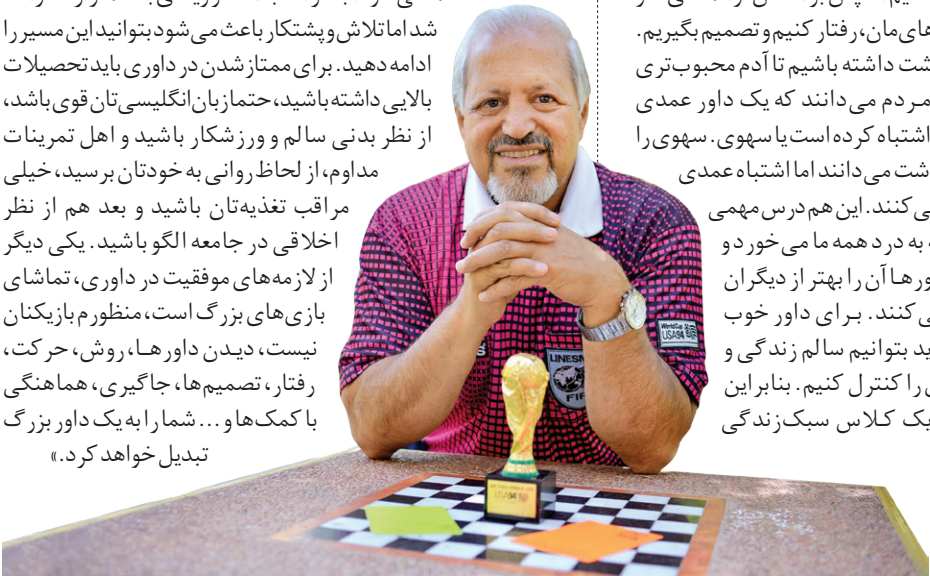 های‌مان، رفتار کنیم و تصمیم بگیریم.
شت داشته باشیم تا آدم محبوب‌تری
مردم می‌دانند که یک داور عمدی
اشتباه کرده است یا سهوی. سهوی را
شت می‌دانند اما اشتباه عمدی
ی کنند. این هم درس مهمی
به درد همه ما می‌خورد و
ورها آن را بهتر از دیگران
ی کنند. برای داور خوب
ید بتوانیم سالم زندگی و
را کنترل کنیم. بنابراین
یک کلاس سبک زندگی
شد اما تلاش و پشتکار باعث می‌شود بتوانید این مسیر را
ادامه دهید. برای ممتاز شدن در داوری باید تحصیلات
بالایی داشته باشید، حتما زبان انگلیسی‌تان قوی باشد،
از نظر بدنی سالم و ورزشکار باشید و اهل تمرینات
مداوم، از لحاظ روانی به خودتان برسید، خیلی
مراقب تغذیه‌تان باشید و بعد هم از نظر
اخلاقی در جامعه الگو باشید. یکی دیگر
از لازمه‌های موفقیت در داوری، تماشای
بازی‌های بزرگ است، منظورم بازیکنان
نیست، دیدن داورها، روش، حرکت،
رفتار، تصمیم‌ها، جاگیری، هماهنگی
با کمک‌ها و... شما را به یک داور بزرگ
تبدیل خواهد کرد.»
WorldCup
USA94
LINESM
FIF
USA94